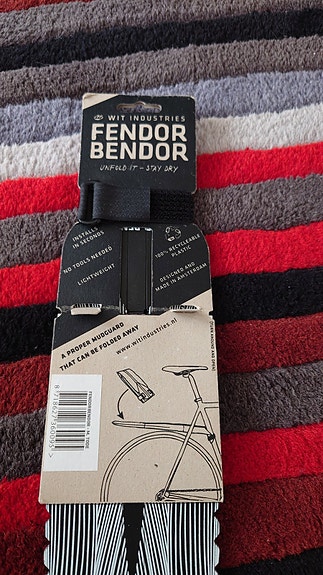 WIT INDUSTRIES
FENDOR
BENDOR
UNFOLD IT – STAY DRY
INSTALLS
IN SECONDS
NO TOOLS NEEDED
LIGHTWEIGHT
100% RECYCLEABLE
PLASTIC
DESIGNED AND
MADE IN AMSTERDAM
A PROPER MUDGUARD
THAT CAN BE FOLDED AWAY
www.witindustries.nl